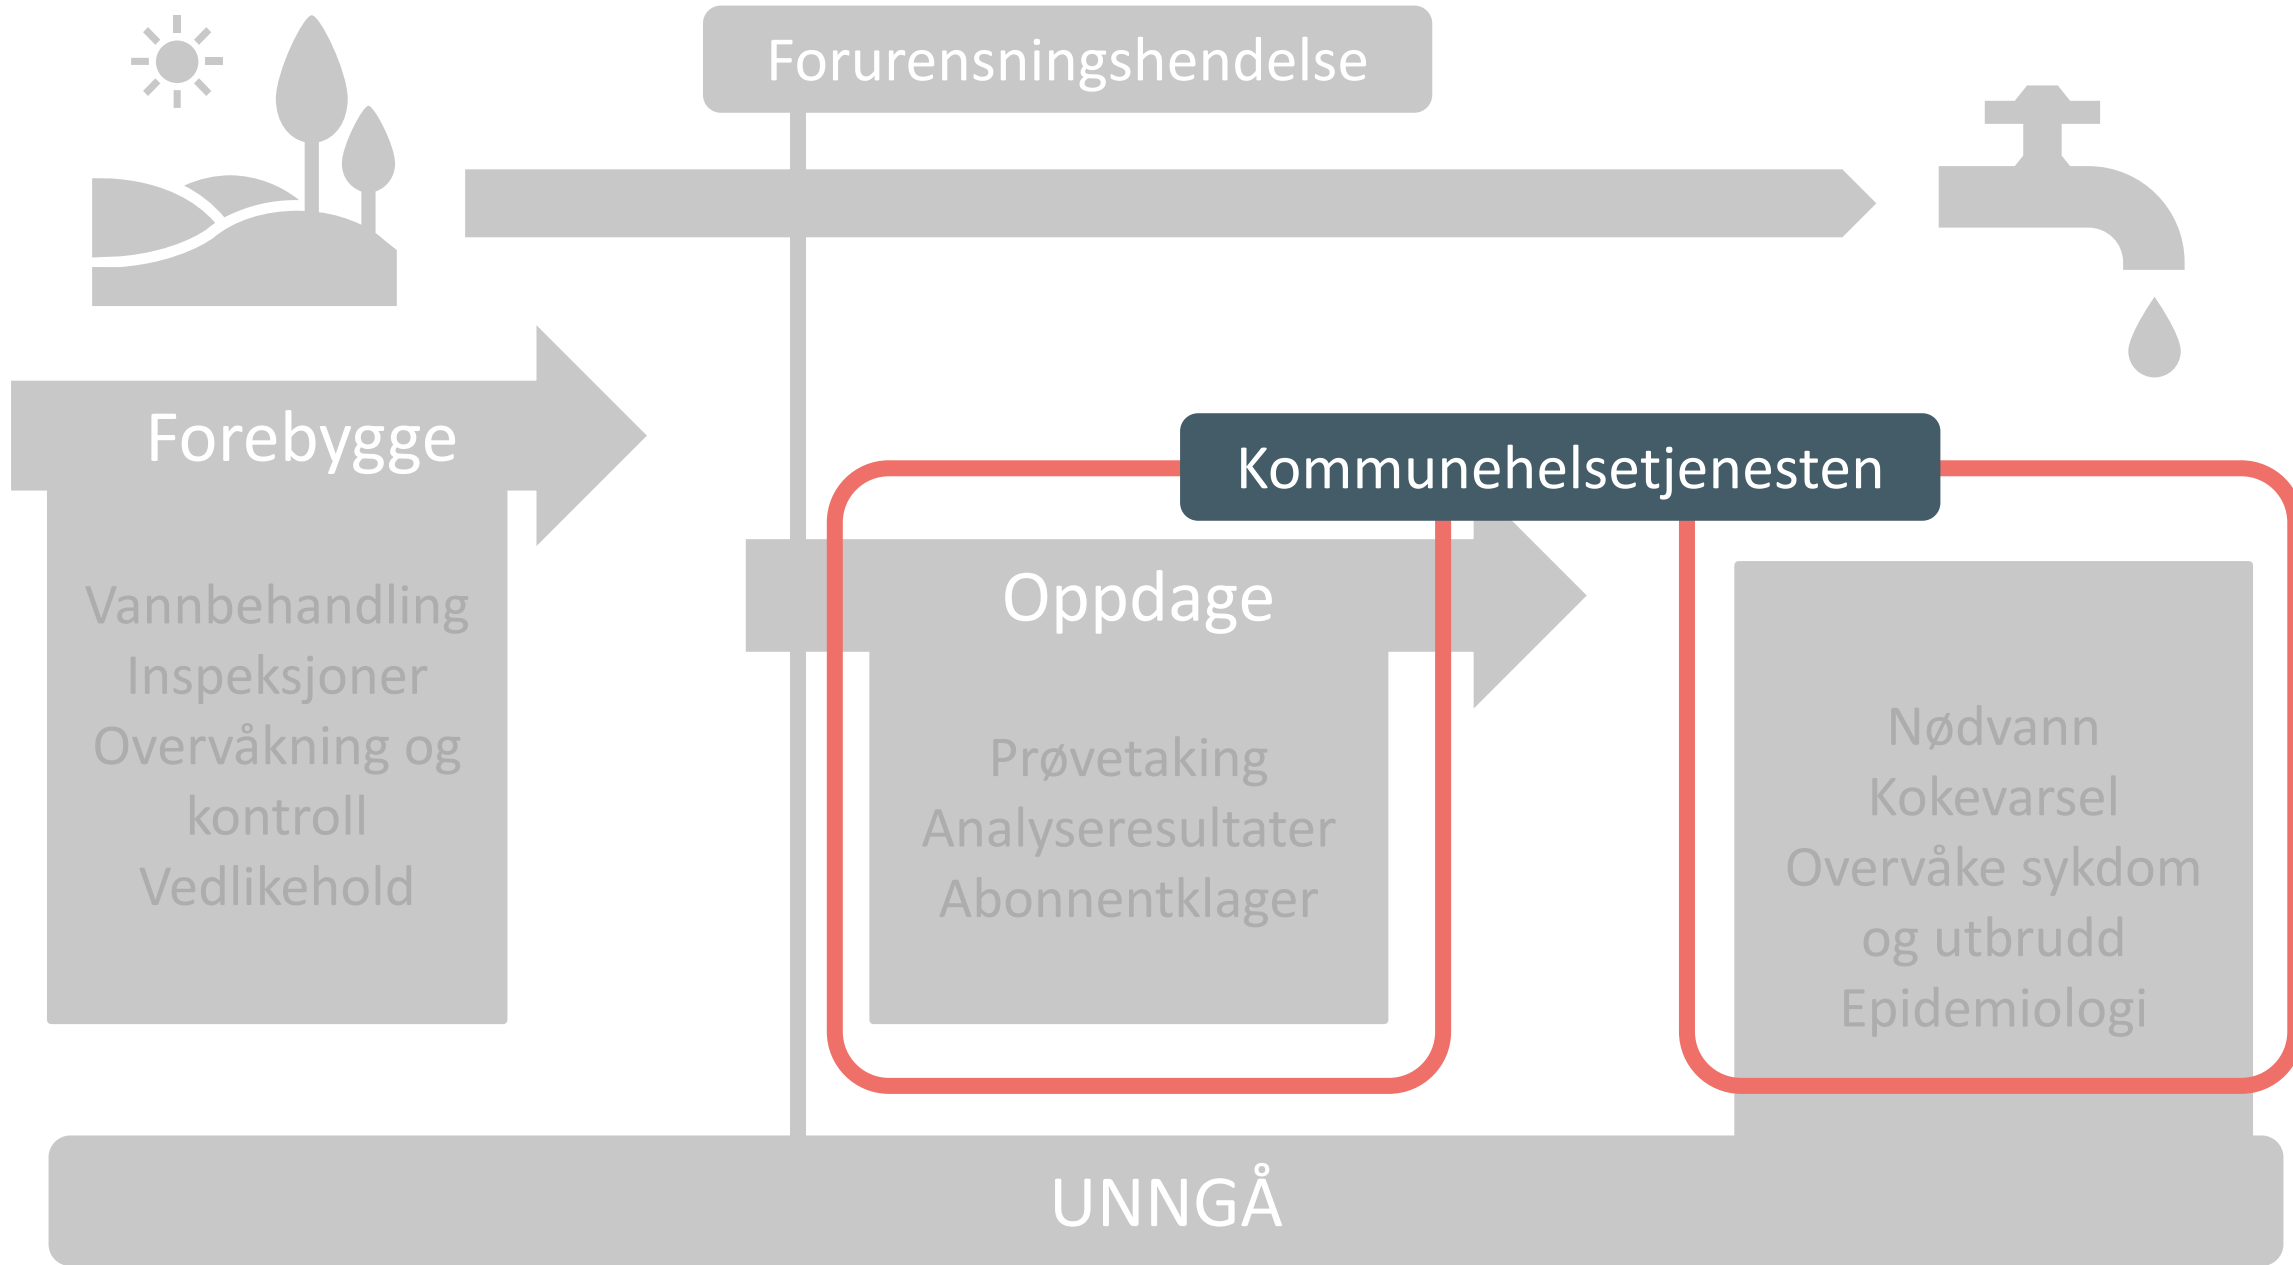 Forurensningshendelse
Forebygge
Vannbehandling
Inspeksjoner
Overvåkning og
kontroll
Vedlikehold
Kommunehelsetjenesten
Oppdage
Prøvetaking
Analyseresultater
Abonnentklager
Nødvann
Kokevarsel
Overvåke sykdom
og utbrudd
Epidemiologi
UNNGÅ